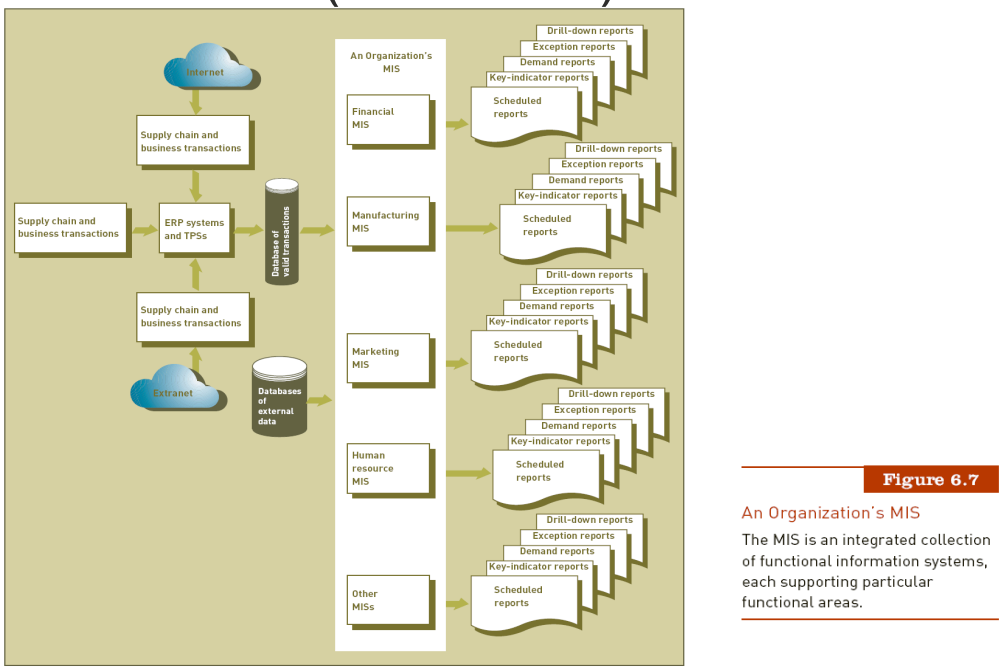 Internet
Supply chain and
business transactions
Supply chain and
business transactions
ERP systems
and TPSs
Database of
valid transactions
Supply chain and
business transactions
Extranet
Databases
of
external
data
An Organization's
MIS
Financial
MIS
Drill-down reports
Exception reports
Demand reports
Key-indicator reports
Scheduled
reports
Manufacturing
MIS
Drill-down reports
Exception reports
Demand reports
Key-indicator reports
Scheduled
reports
Marketing
MIS
Drill-down reports
Exception reports
Demand reports
Key-indicator reports
Scheduled
reports
Human
resource
MIS
Drill-down reports
Exception reports
Demand reports
Key-indicator reports
Scheduled
reports
Other
MISs
Drill-down reports
Exception reports
Demand reports
Key-indicator reports
Scheduled
reports
Figure 6.7
An Organization's MIS
The MIS is an integrated collection
of functional information systems,
each supporting particular
functional areas.